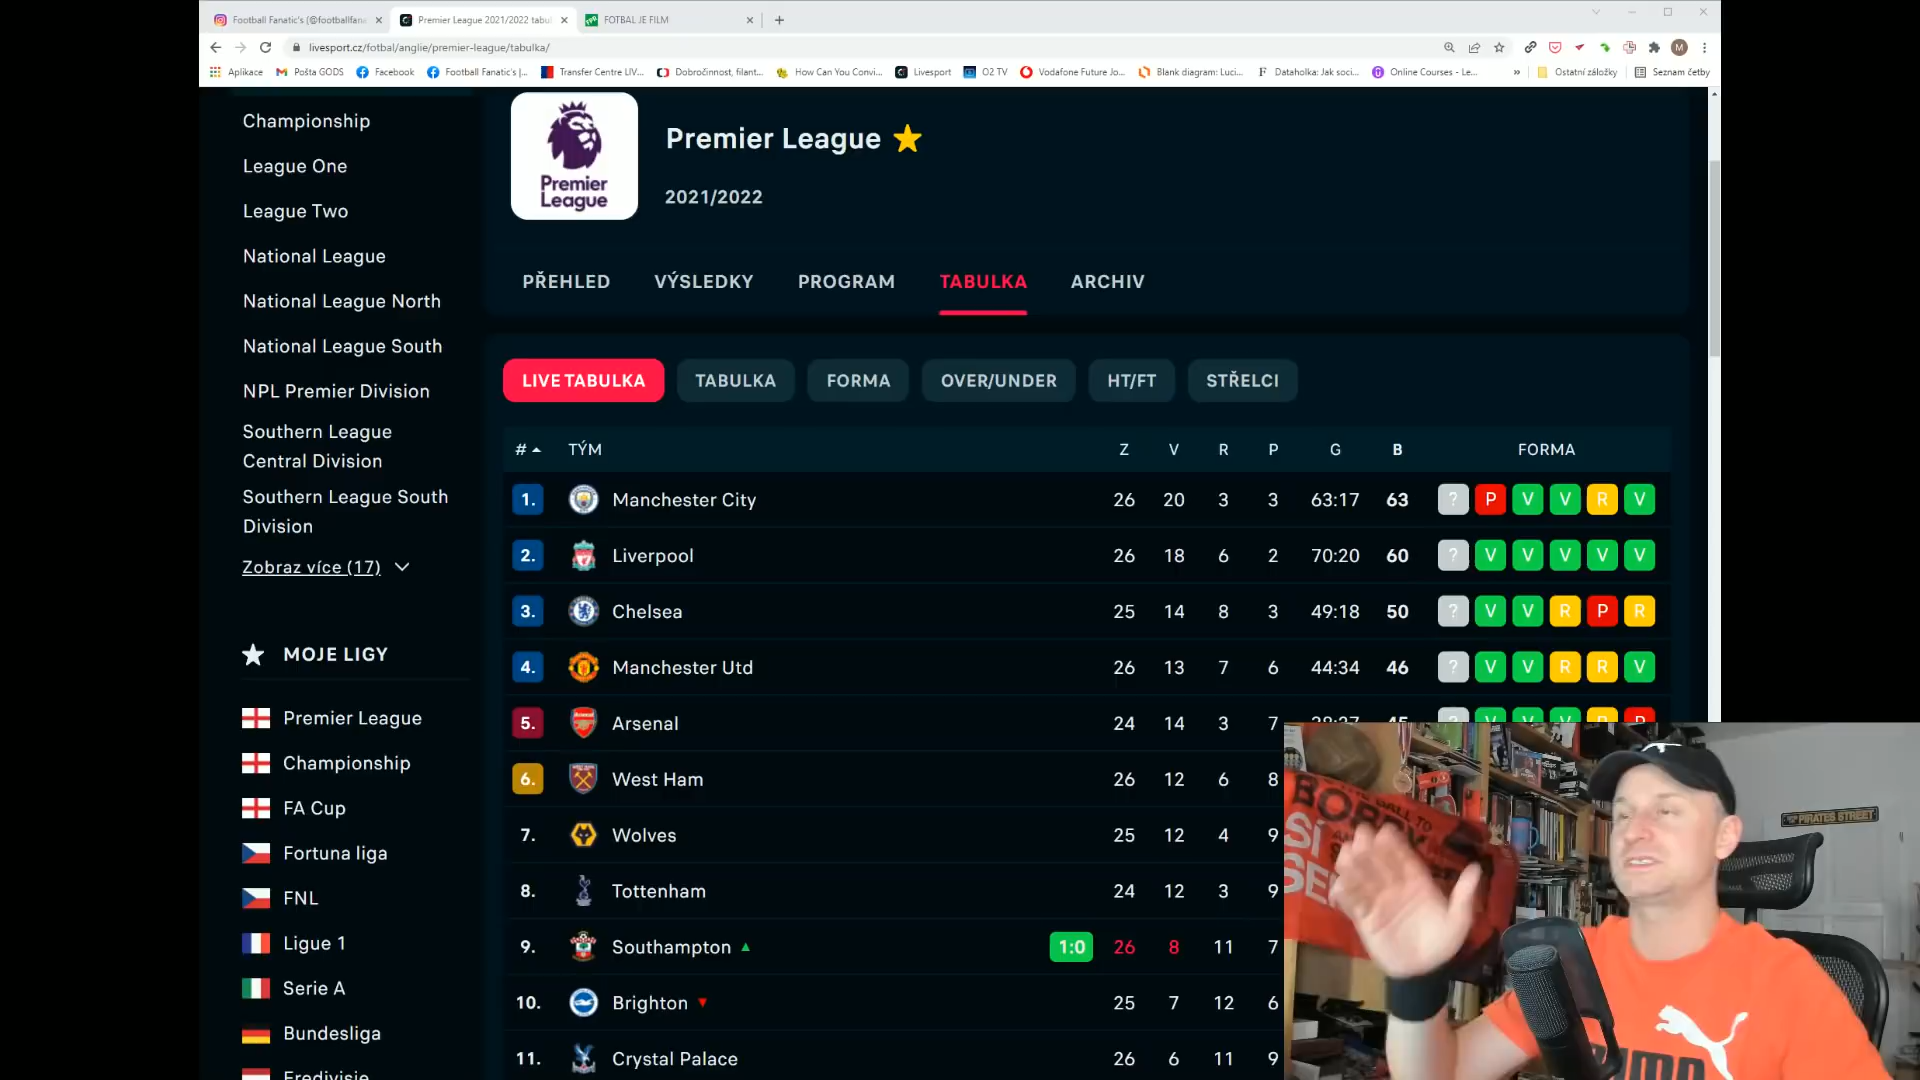 Football Fanatic's (@footballfana
Premier League 2021/2022 tabul
FOTBAL JE FILM
livesport.cz/fotbal/anglie/premier-league/tabulka/
Aplikace
Pošta GODS
Facebook
Football Fanatic's |...
Transfer Centre LIV...
Dobročinnost, filant...
How Can You Convi...
Livesport
O2 TV
Vodafone Future Jo...
Blank diagram: Luci...
Dataholka: Jak soci...
Online Courses - Le...
»
Ostatní záložky
Seznam četby
Championship
League One
League Two
National League
National League North
National League South
NPL Premier Division
Southern League
Central Division
Southern League South
Division
Zobraz více (17)
MOJE LIGY
Premier League
Championship
FA Cup
Fortuna liga
FNL
Ligue 1
Serie A
Bundesliga
Eredivisie
Premier League
Premier League
2021/2022
PŘEHLED VÝSLEDKY PROGRAM TABULKA ARCHIV
LIVE TABULKA TABULKA FORMA OVER/UNDER HT/FT STŘELCI
# TÝM Z V R P G B FORMA
1. Manchester City 26 20 3 3 63:17 63 ? P V V R V
2. Liverpool 26 18 6 2 70:20 60 ? V V V V V
3. Chelsea 25 14 8 3 49:18 50 ? V V R P R
4. Manchester Utd 26 13 7 6 44:34 46 ? V V R R V
5. Arsenal 24 14 3 7
6. West Ham 26 12 6 8
7. Wolves 25 12 4 9
8. Tottenham 24 12 3 9
9. Southampton 1:0 26 8 11 7
10. Brighton 25 7 12 6
11. Crystal Palace 26 6 11 9
BOBBY
PIRATES STREET
PUMA